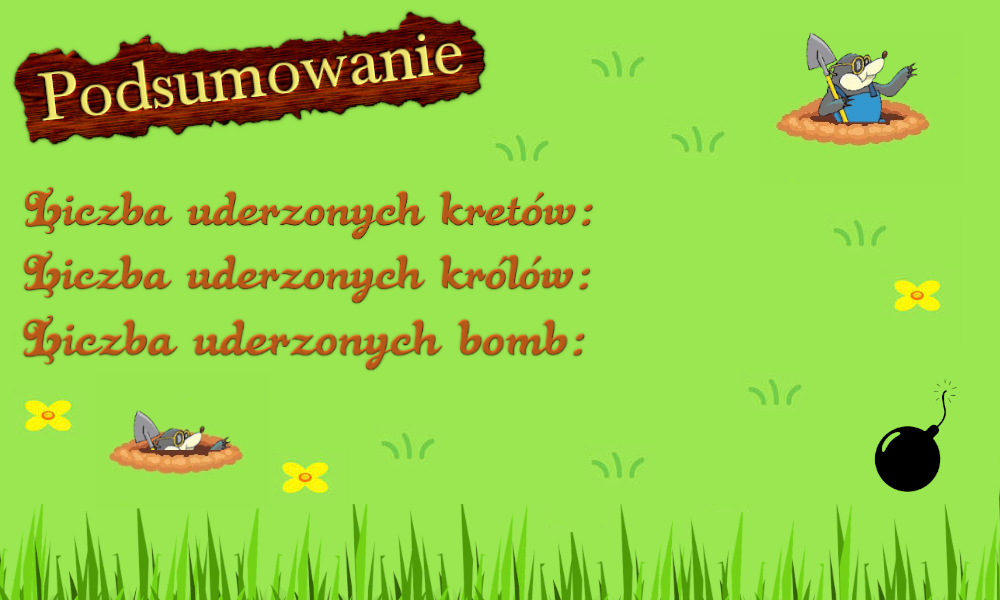 Podsumowanie
Liczba uderzonych kretów:
Liczba uderzonych królów:
Liczba uderzonych bomb: